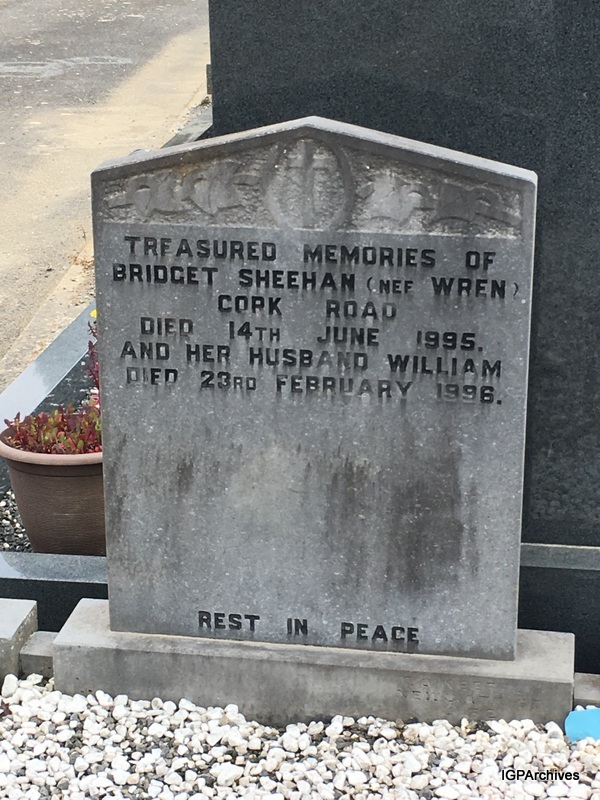 TREASURED MEMORIES OF
BRIDGET SHEEHAN (NEE WREN)
CORK ROAD
DIED 14TH JUNE 1995.
AND HER HUSBAND WILLIAM
DIED 23RD FEBRUARY 1996.
REST IN PEACE
IGPArchives